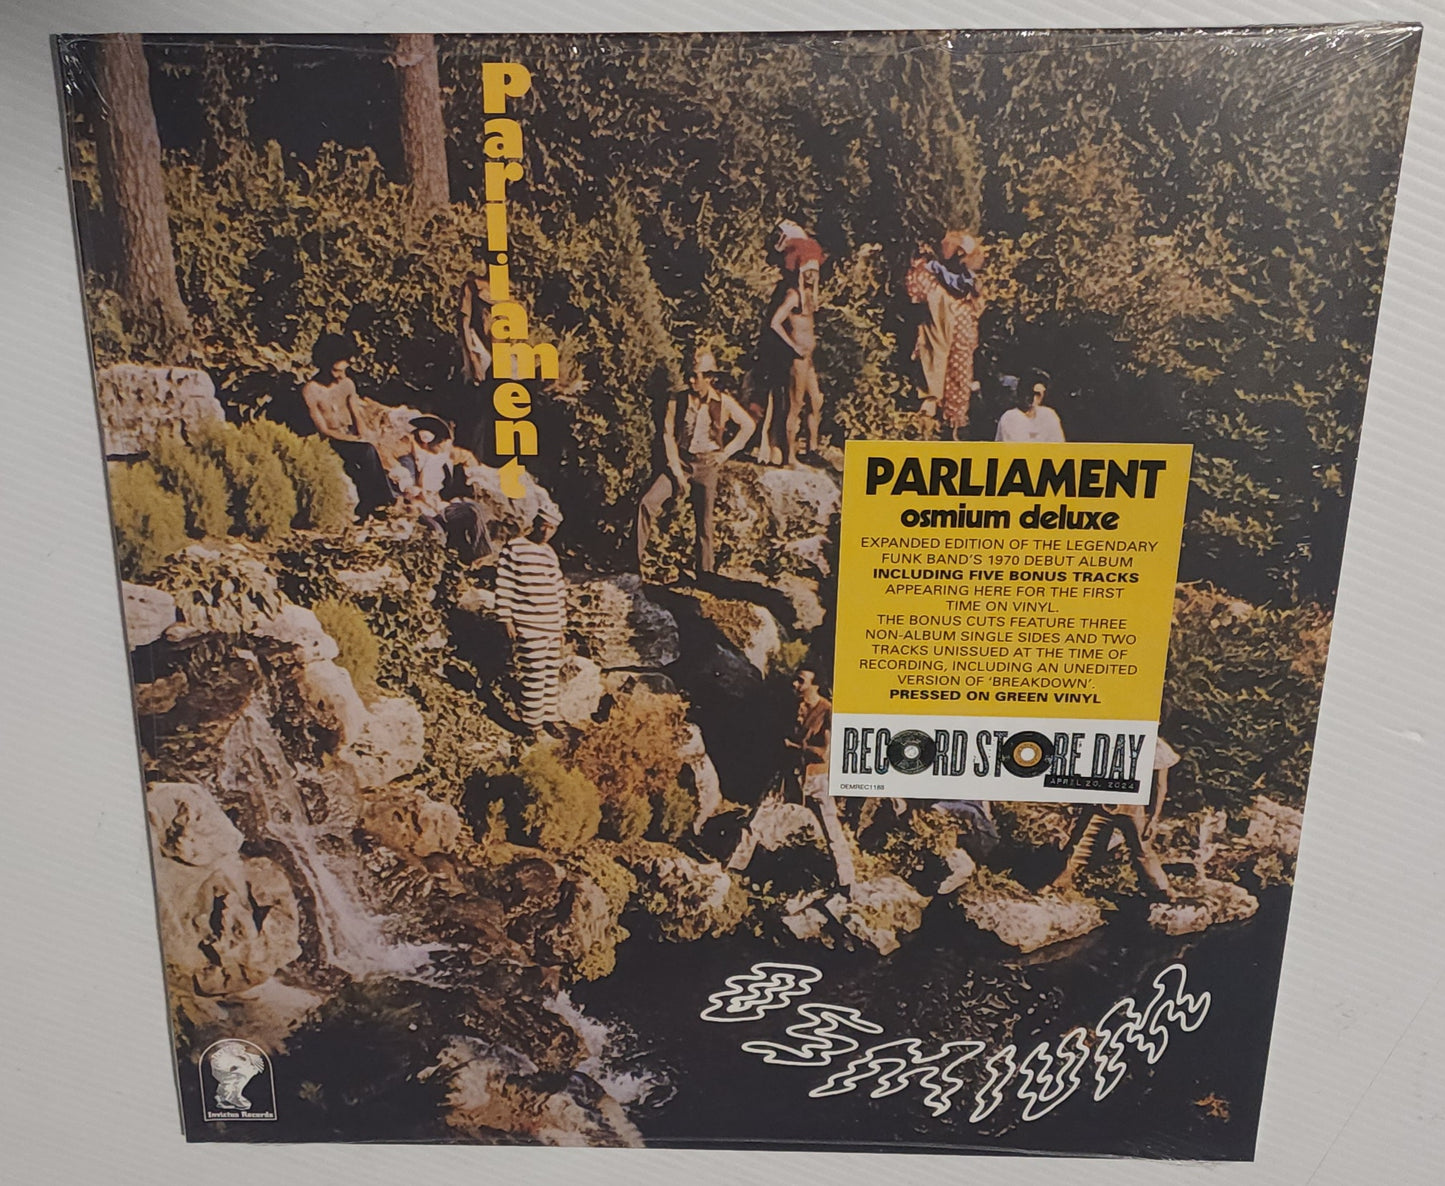 Parliament
PARLIAMENT
osmium deluxe
EXPANDED EDITION OF THE LEGENDARY
FUNK BAND'S 1970 DEBUT ALBUM
INCLUDING FIVE BONUS TRACKS
APPEARING HERE FOR THE FIRST
TIME ON VINYL.
THE BONUS CUTS FEATURE THREE
NON-ALBUM SINGLE SIDES AND TWO
TRACKS UNISSUED AT THE TIME OF
RECORDING, INCLUDING AN UNEDITED
VERSION OF 'BREAKDOWN'.
PRESSED ON GREEN VINYL
RECORD STORE DAY
APRIL 20, 2024
DEMREC1188
OSMIUM
Invictus Records